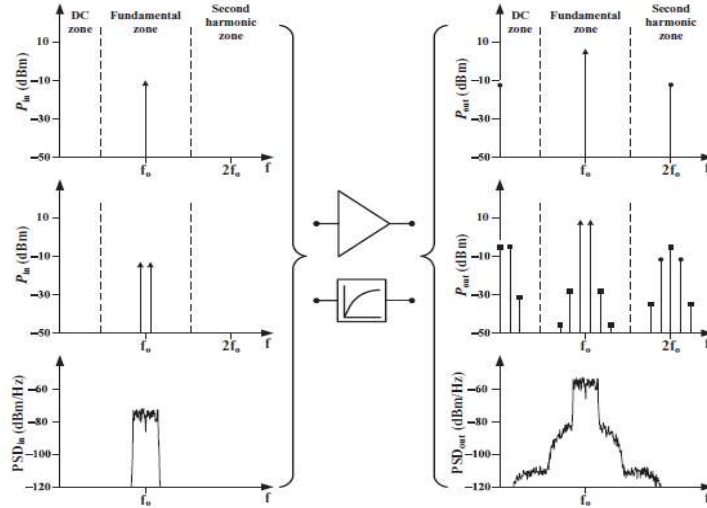 DC zone
Fundamental zone
Second harmonic zone
P_in (dBm)
10
−10
−30
−50
f_o
2f_o
f
DC zone
Fundamental zone
Second harmonic zone
P_out (dBm)
10
−10
−30
−50
f_o
2f_o
f
P_in (dBm)
10
−10
−30
−50
f_o
2f_o
f
P_out (dBm)
10
−10
−30
−50
f_o
2f_o
f
PSD_in (dBm/Hz)
−60
−80
−100
−120
f_o
f
PSD_out (dBm/Hz)
−60
−80
−100
−120
f_o
f